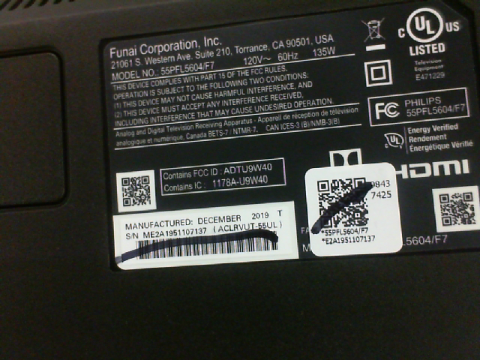 Funai Corporation, Inc.
21061 S. Western Ave. Suite 210, Torrance, CA 90501, USA
MODEL NO. 55PFL5604/F7 120V~ 60Hz 135W
THIS DEVICE COMPLIES WITH PART 15 OF THE FCC RULES.
OPERATION IS SUBJECT TO THE FOLLOWING TWO CONDITIONS.
(1) THIS DEVICE MAY NOT CAUSE HARMFUL INTERFERENCE, AND
(2) THIS DEVICE MUST ACCEPT ANY INTERFERENCE RECEIVED,
INCLUDING INTERFERENCE THAT MAY CAUSE UNDESIRED OPERATION.
Analog and Digital Television Receiving Apparatus - Appareil de réception de télévision
analogique et numérique, Canada BETS-7 / NTMR-7. CAN ICES-3 (B)/NMB-3(B)
C UL US
LISTED
Television
Equipment
E471229
FC PHILIPS
55PFL5604/F7
UL Energy Verified
Rendement Énergétique Vérifié
Contains FCC ID : ADTU9W40
Contains IC : 1178A-U9W40
HDMI
MANUFACTURED: DECEMBER 2019 T
S/N ME2A1951107137 (ACLRVUT-55UL)
9843
7425
*55PFL5604/F7
*E2A1951107137
5604/F7